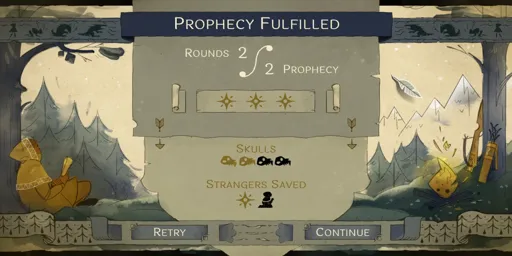 Prophecy Fulfilled
Rounds 2
2 Prophecy
Skulls
Strangers Saved
Retry
Continue